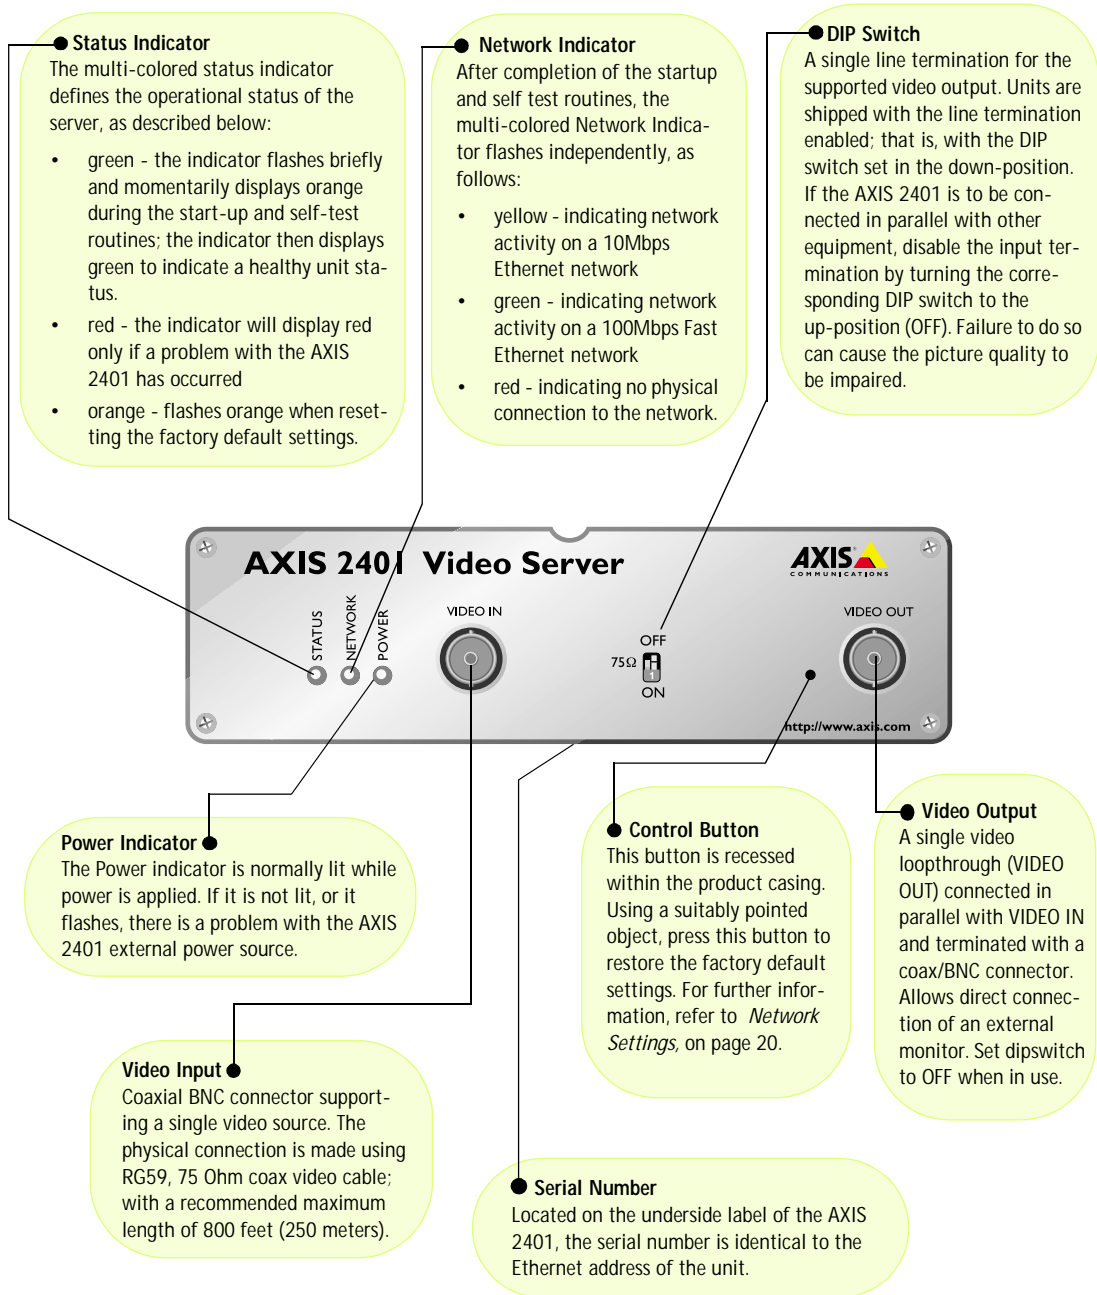 Status Indicator
The multi-colored status indicator
defines the operational status of the
server, as described below:
• green - the indicator flashes briefly
and momentarily displays orange
during the start-up and self-test
routines; the indicator then displays
green to indicate a healthy unit sta-
tus.
• red - the indicator will display red
only if a problem with the AXIS
2401 has occurred
• orange - flashes orange when reset-
ting the factory default settings.
Network Indicator
After completion of the startup
and self test routines, the
multi-colored Network Indica-
tor flashes independently, as
follows:
• yellow - indicating network
activity on a 10Mbps
Ethernet network
• green - indicating network
activity on a 100Mbps Fast
Ethernet network
• red - indicating no physical
connection to the network.
DIP Switch
A single line termination for the
supported video output. Units are
shipped with the line termination
enabled; that is, with the DIP
switch set in the down-position.
If the AXIS 2401 is to be con-
nected in parallel with other
equipment, disable the input ter-
mination by turning the corre-
sponding DIP switch to the
up-position (OFF). Failure to do so
can cause the picture quality to
be impaired.
AXIS 2401 Video Server
AXIS
COMMUNICATIONS
STATUS
NETWORK
POWER
VIDEO IN
OFF
75Ω
1
ON
VIDEO OUT
http://www.axis.com
Power Indicator
The Power indicator is normally lit while
power is applied. If it is not lit, or it
flashes, there is a problem with the AXIS
2401 external power source.
Control Button
This button is recessed
within the product casing.
Using a suitably pointed
object, press this button to
restore the factory default
settings. For further infor-
mation, refer to Network
Settings, on page 20.
Video Output
A single video
loopthrough (VIDEO
OUT) connected in
parallel with VIDEO IN
and terminated with a
coax/BNC connector.
Allows direct connec-
tion of an external
monitor. Set dipswitch
to OFF when in use.
Video Input
Coaxial BNC connector support-
ing a single video source. The
physical connection is made using
RG59, 75 Ohm coax video cable;
with a recommended maximum
length of 800 feet (250 meters).
Serial Number
Located on the underside label of the AXIS
2401, the serial number is identical to the
Ethernet address of the unit.